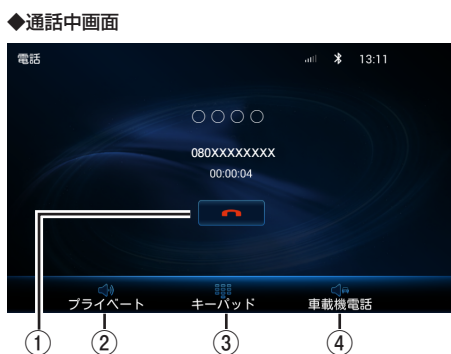 ◆通話中画面
電話 13:11
○○○○
080XXXXXXXX
00:00:04
プライベート キーパッド 車載機電話
① ② ③ ④